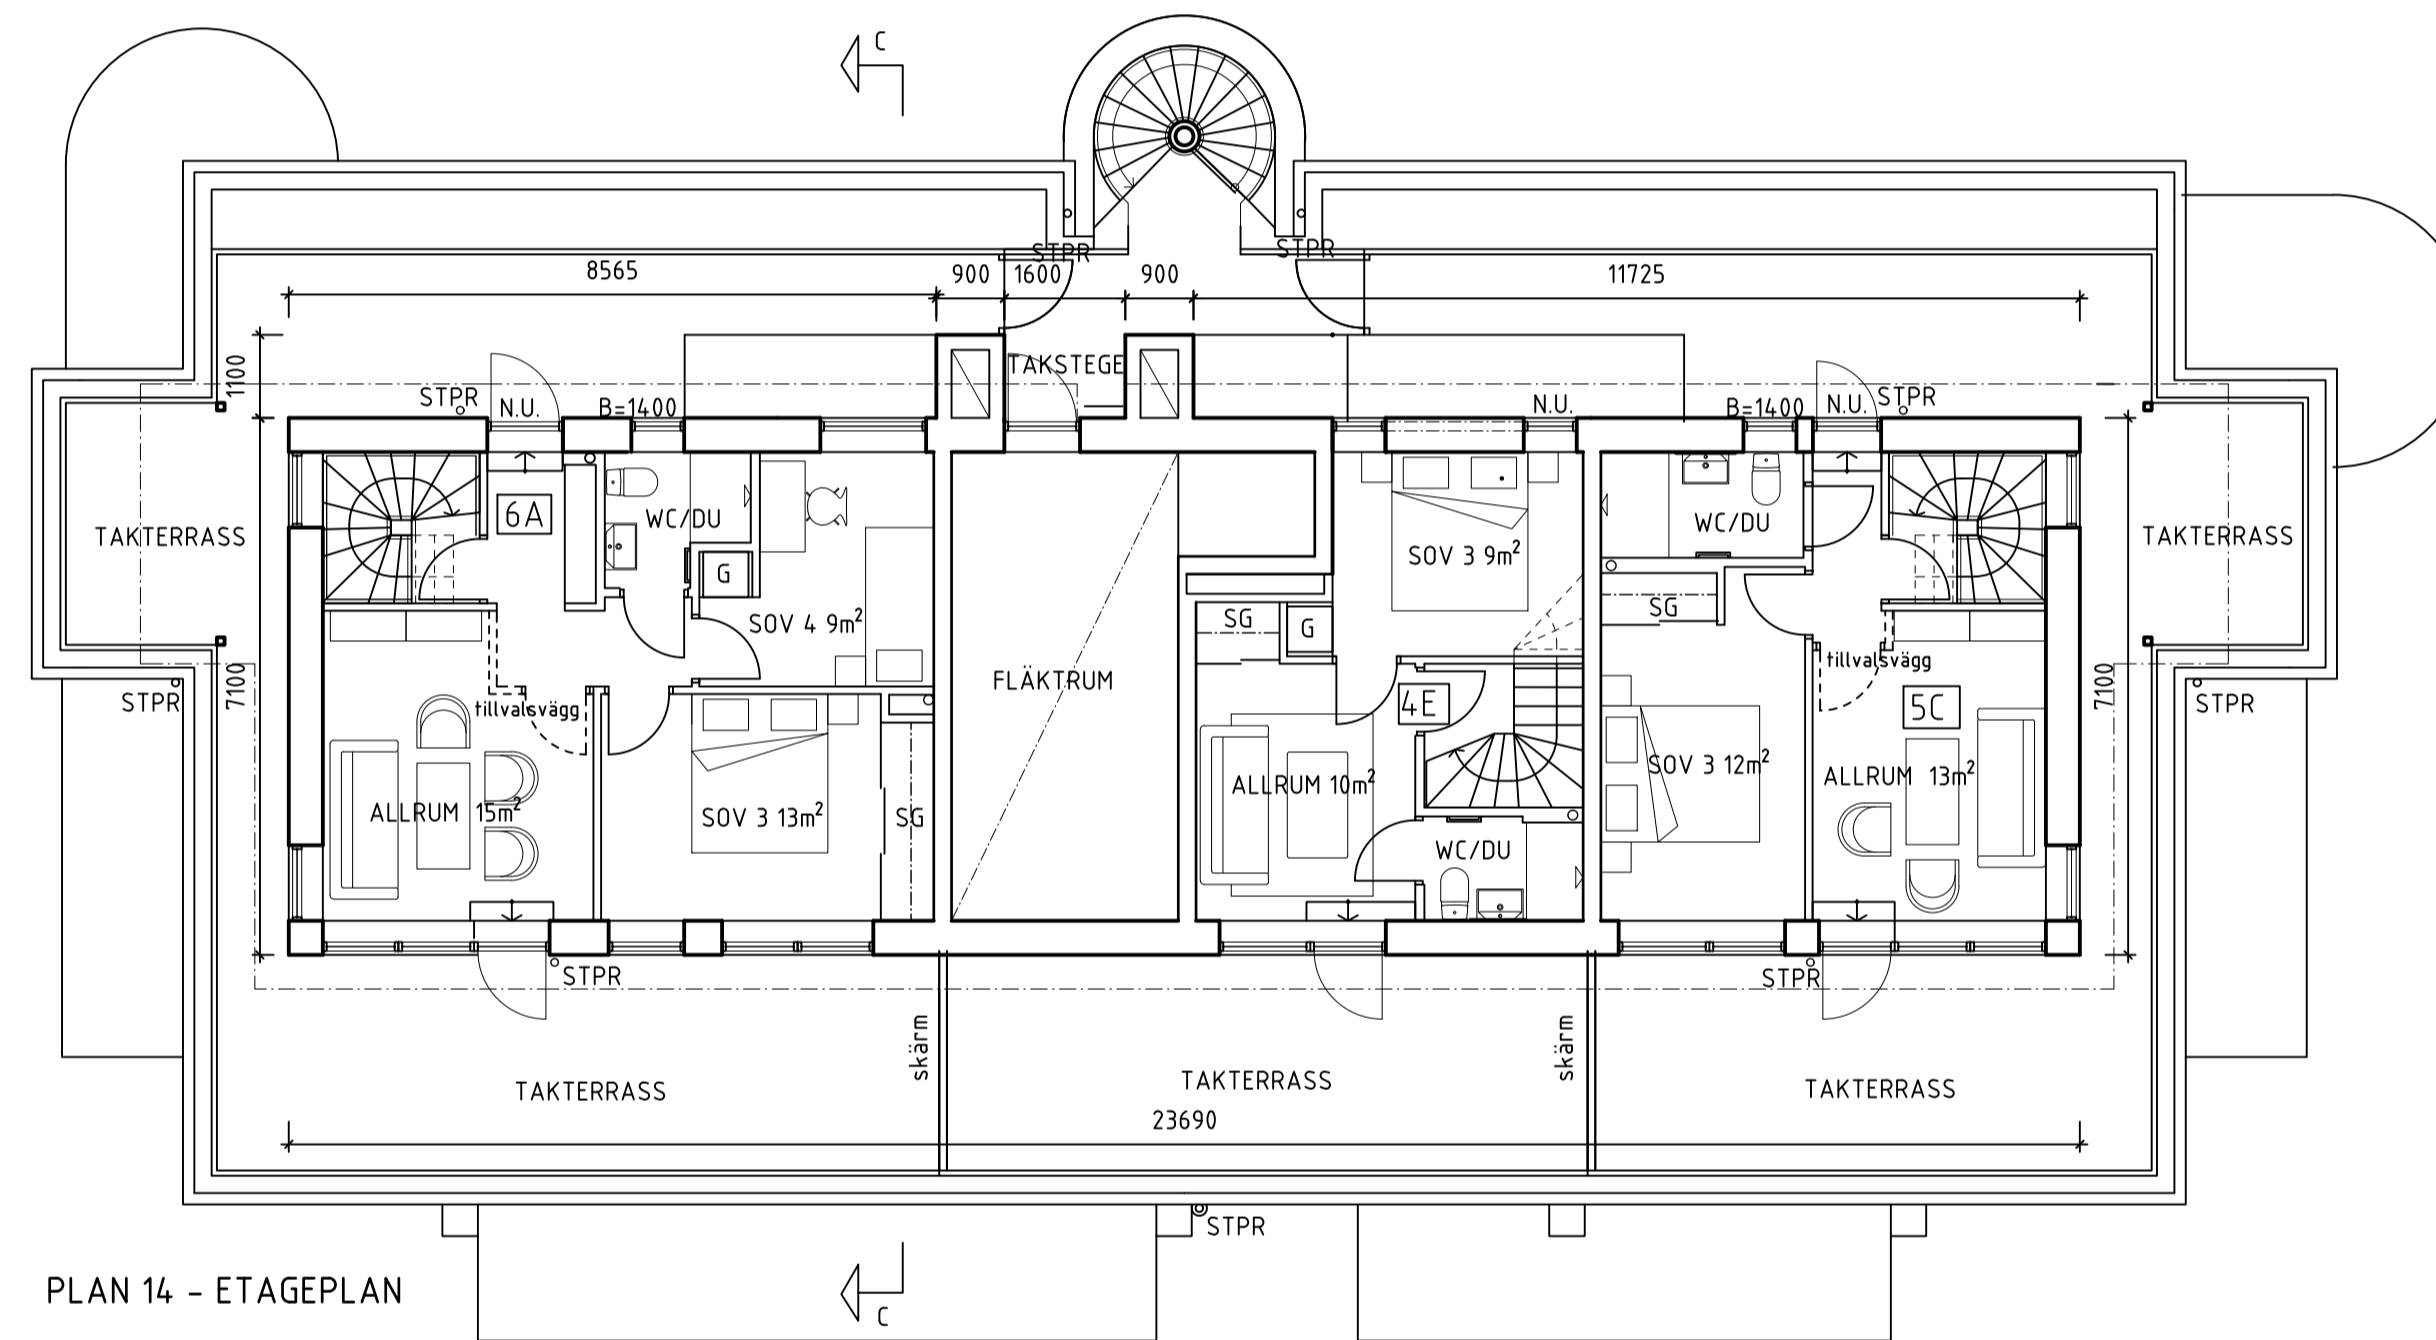 C
STPR
STPR
8565
900
1600
900
11725
1100
TAKSTEGE
STPR
N.U.
B=1400
N.U.
B=1400
N.U.
STPR
6A
WC/DU
WC/DU
TAKTERRASS
TAKTERRASS
SOV 3 9m²
G
SG
SOV 4 9m²
SG
G
tillvalsvägg
FLÄKTRUM
7100
7100
STPR
STPR
tillvalsvägg
4E
5C
SOV 3 12m²
ALLRUM 13m²
ALLRUM 10m²
ALLRUM 15m²
SOV 3 13m²
SG
WC/DU
STPR
STPR
skärm
skärm
TAKTERRASS
TAKTERRASS
TAKTERRASS
23690
STPR
PLAN 14 - ETAGEPLAN
C